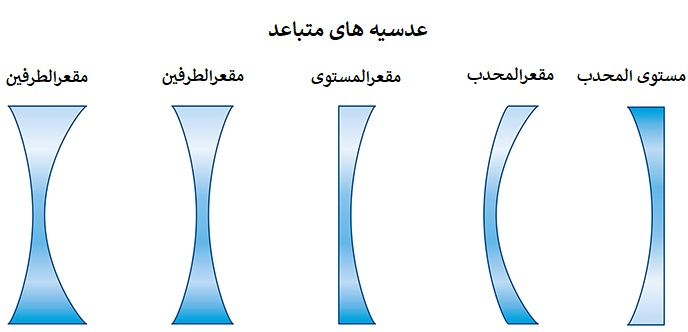 عدسیه های متباعد
مستوی المحدب
مقعرالمحدب
مقعرالمستوی
مقعرالطرفین
مقعرالطرفین